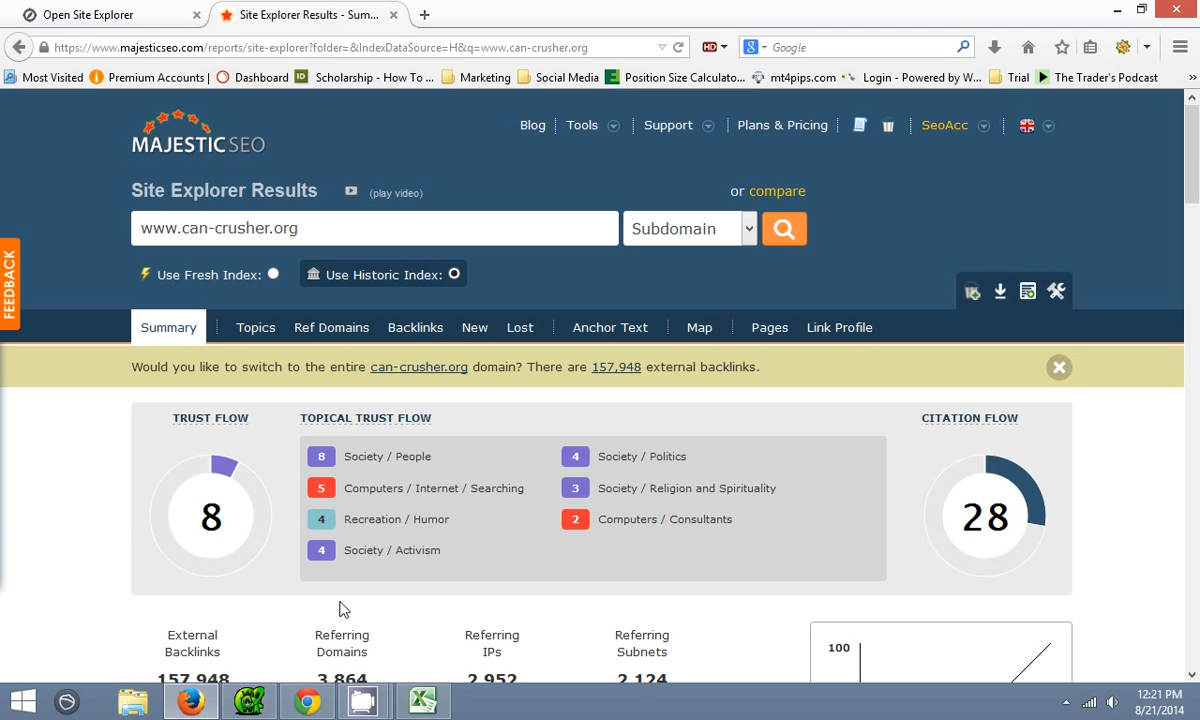 Open Site Explorer × Site Explorer Results - Sum... × +
https://www.majesticseo.com/reports/site-explorer?folder=&IndexDataSource=H&q=www.can-crusher.org HD Google
Most Visited Premium Accounts | Dashboard Scholarship - How To ... Marketing Social Media Position Size Calculato... mt4pips.com Login - Powered by W... Trial The Trader's Podcast »
MAJESTIC SEO
Blog Tools Support Plans & Pricing SeoAcc
Site Explorer Results (play video) or compare
www.can-crusher.org Subdomain
FEEDBACK
Use Fresh Index: Use Historic Index:
Summary Topics Ref Domains Backlinks New Lost Anchor Text Map Pages Link Profile
Would you like to switch to the entire can-crusher.org domain? There are 157,948 external backlinks.
TRUST FLOW TOPICAL TRUST FLOW CITATION FLOW
8 Society / People 4 Society / Politics
5 Computers / Internet / Searching 3 Society / Religion and Spirituality
4 Recreation / Humor 2 Computers / Consultants
4 Society / Activism
8 28
External Backlinks
157,948
Referring Domains
3,864
Referring IPs
2,952
Referring Subnets
2,124
100
12:21 PM
8/21/2014